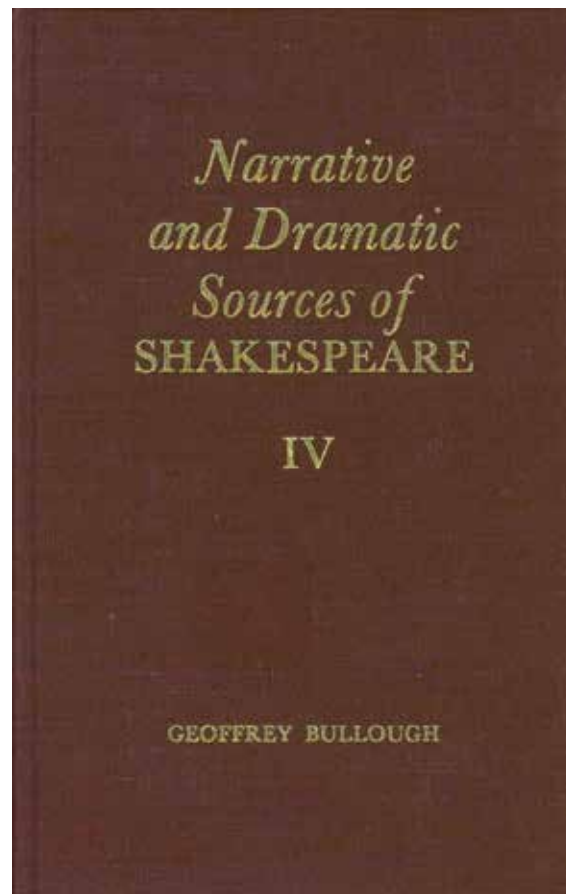 Narrative
and Dramatic
Sources of
SHAKESPEARE
IV
GEOFFREY BULLOUGH